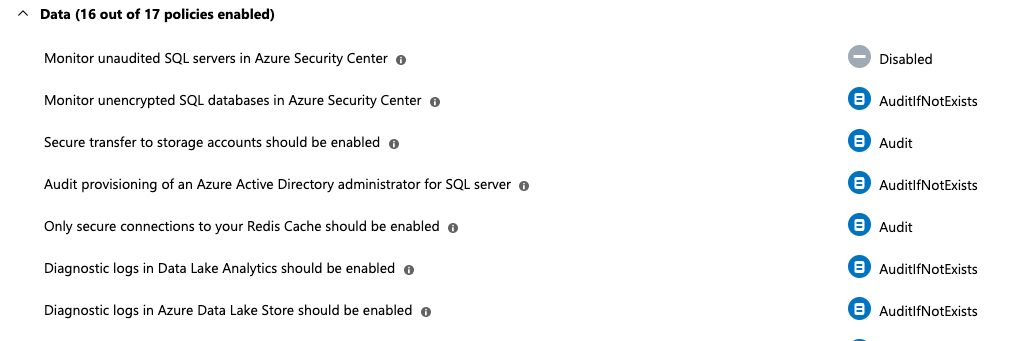 Data (16 out of 17 policies enabled)
Monitor unaudited SQL servers in Azure Security Center Disabled
Monitor unencrypted SQL databases in Azure Security Center AuditIfNotExists
Secure transfer to storage accounts should be enabled Audit
Audit provisioning of an Azure Active Directory administrator for SQL server AuditIfNotExists
Only secure connections to your Redis Cache should be enabled Audit
Diagnostic logs in Data Lake Analytics should be enabled AuditIfNotExists
Diagnostic logs in Azure Data Lake Store should be enabled AuditIfNotExists